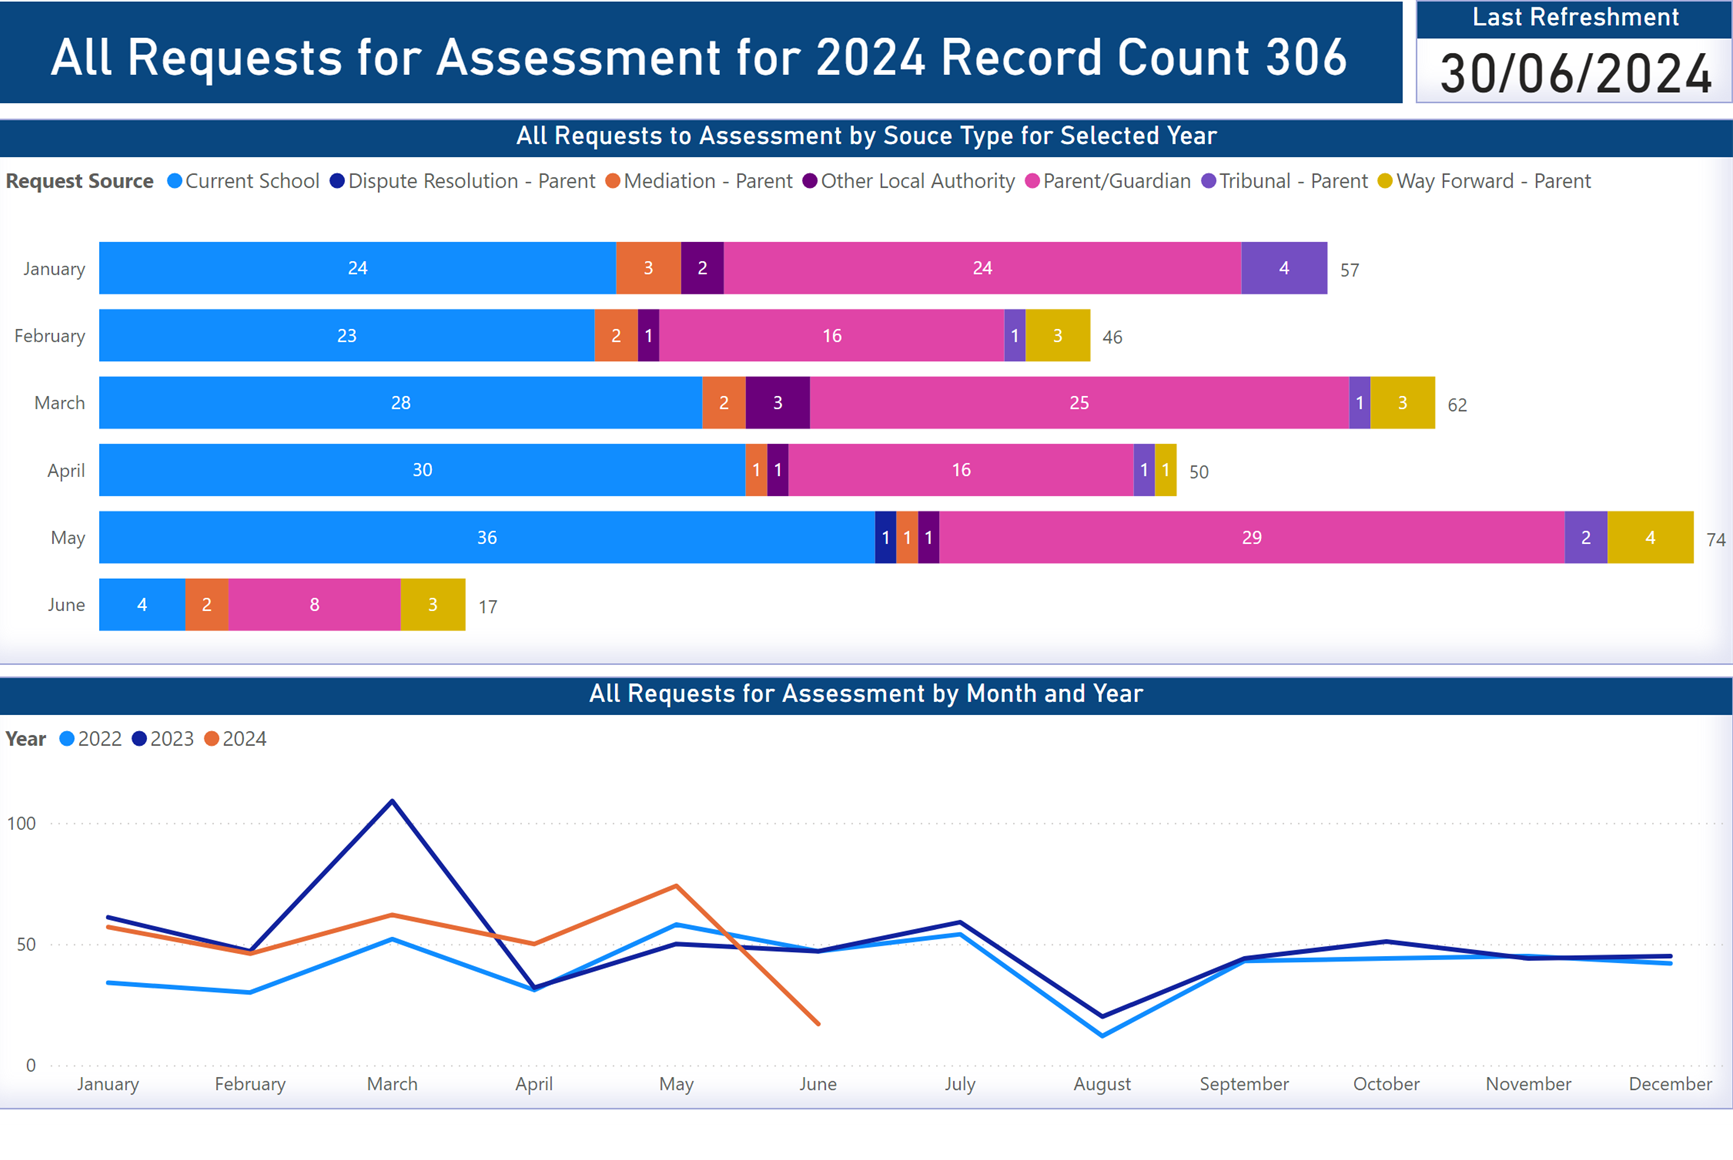 All Requests for Assessment for 2024 Record Count 306
Last Refreshment
30/06/2024
All Requests to Assessment by Souce Type for Selected Year
Request Source Current School Dispute Resolution - Parent Mediation - Parent Other Local Authority Parent/Guardian Tribunal - Parent Way Forward - Parent
January 24 3 2 24 4 57
February 23 2 1 16 1 3 46
March 28 2 3 25 1 3 62
April 30 1 1 16 1 1 50
May 36 1 1 1 29 2 4 74
June 4 2 8 3 17
All Requests for Assessment by Month and Year
Year 2022 2023 2024
100
50
0
January February March April May June July August September October November December